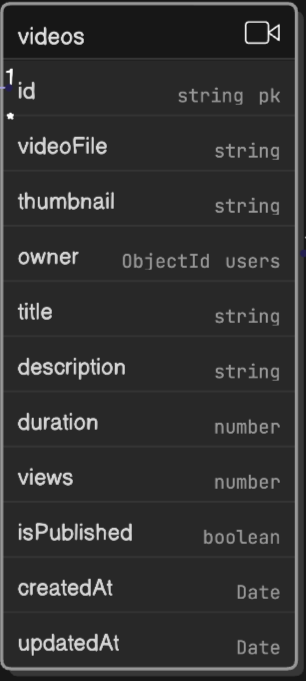 videos
1
id string pk
*
videoFile string
thumbnail string
owner ObjectId users
title string
description string
duration number
views number
isPublished boolean
createdAt Date
updatedAt Date